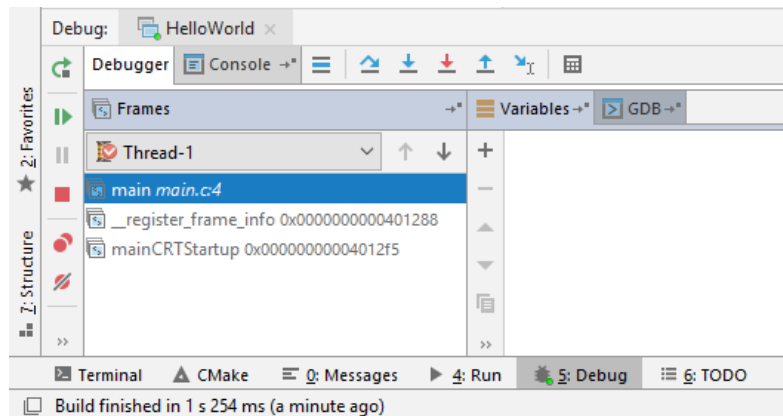 Debug: HelloWorld
Debugger Console
Frames Variables GDB
Thread-1
main main.c:4
__register_frame_info 0x0000000000401288
mainCRTStartup 0x00000000004012f5
2: Favorites
7: Structure
Terminal CMake 0: Messages 4: Run 5: Debug 6: TODO
Build finished in 1 s 254 ms (a minute ago)